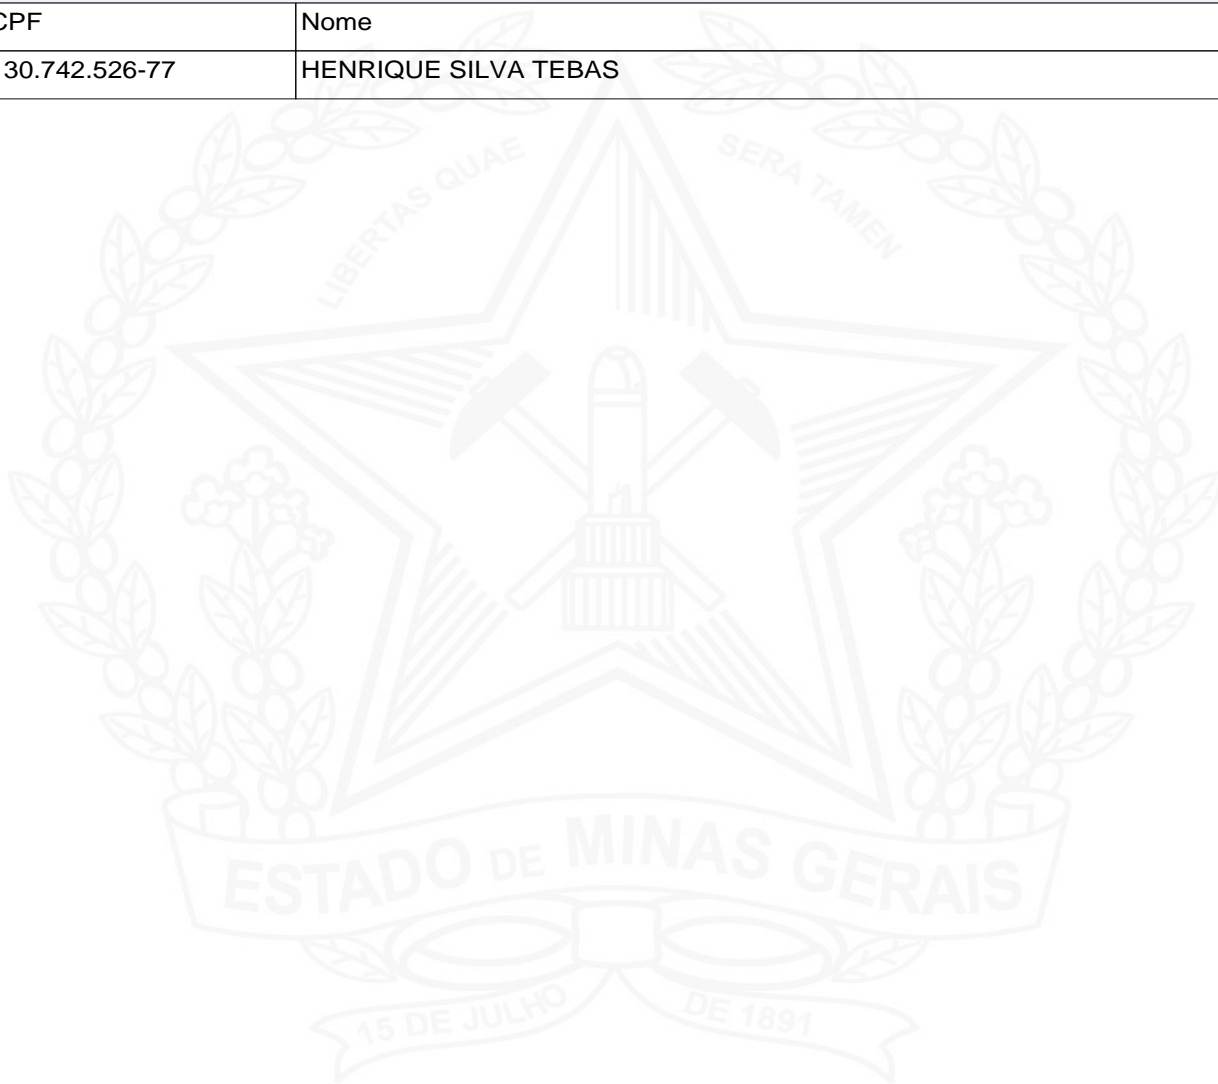 CPF Nome
30.742.526-77 HENRIQUE SILVA TEBAS
LIBERTAS QUAE SERA TAMEN
ESTADO DE MINAS GERAIS
15 DE JULHO DE 1891